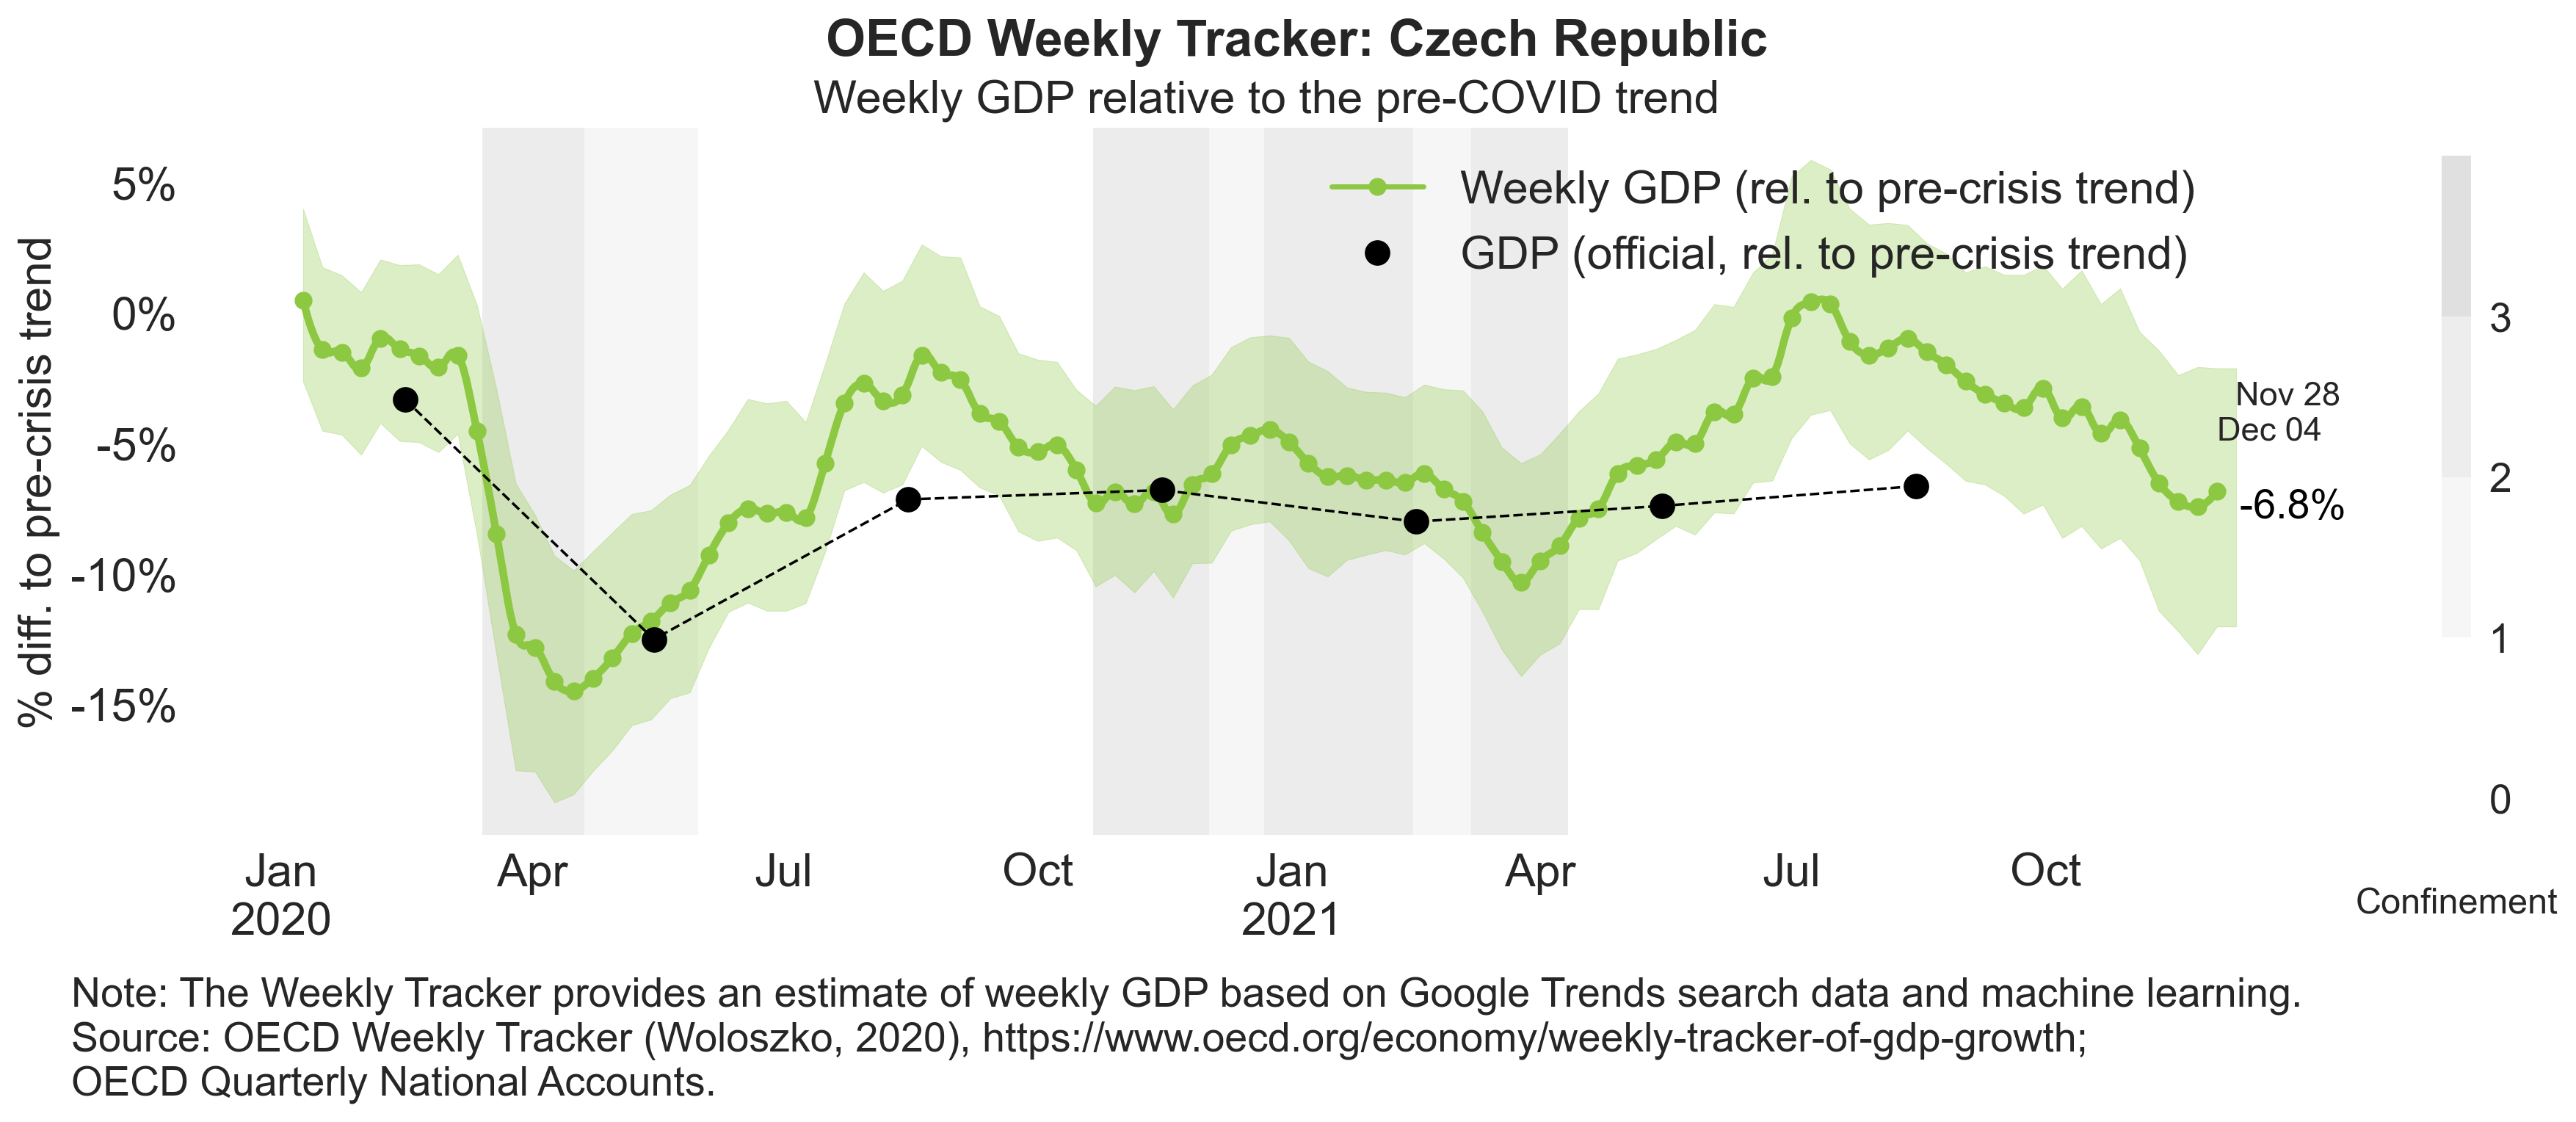 OECD Weekly Tracker: Czech Republic
Weekly GDP relative to the pre-COVID trend
% diff. to pre-crisis trend
5%
0%
-5%
-10%
-15%
Weekly GDP (rel. to pre-crisis trend)
GDP (official, rel. to pre-crisis trend)
Nov 28
Dec 04
-6.8%
3
2
1
0
Confinement
Jan
2020
Apr
Jul
Oct
Jan
2021
Apr
Jul
Oct
Note: The Weekly Tracker provides an estimate of weekly GDP based on Google Trends search data and machine learning.
Source: OECD Weekly Tracker (Woloszko, 2020), https://www.oecd.org/economy/weekly-tracker-of-gdp-growth;
OECD Quarterly National Accounts.